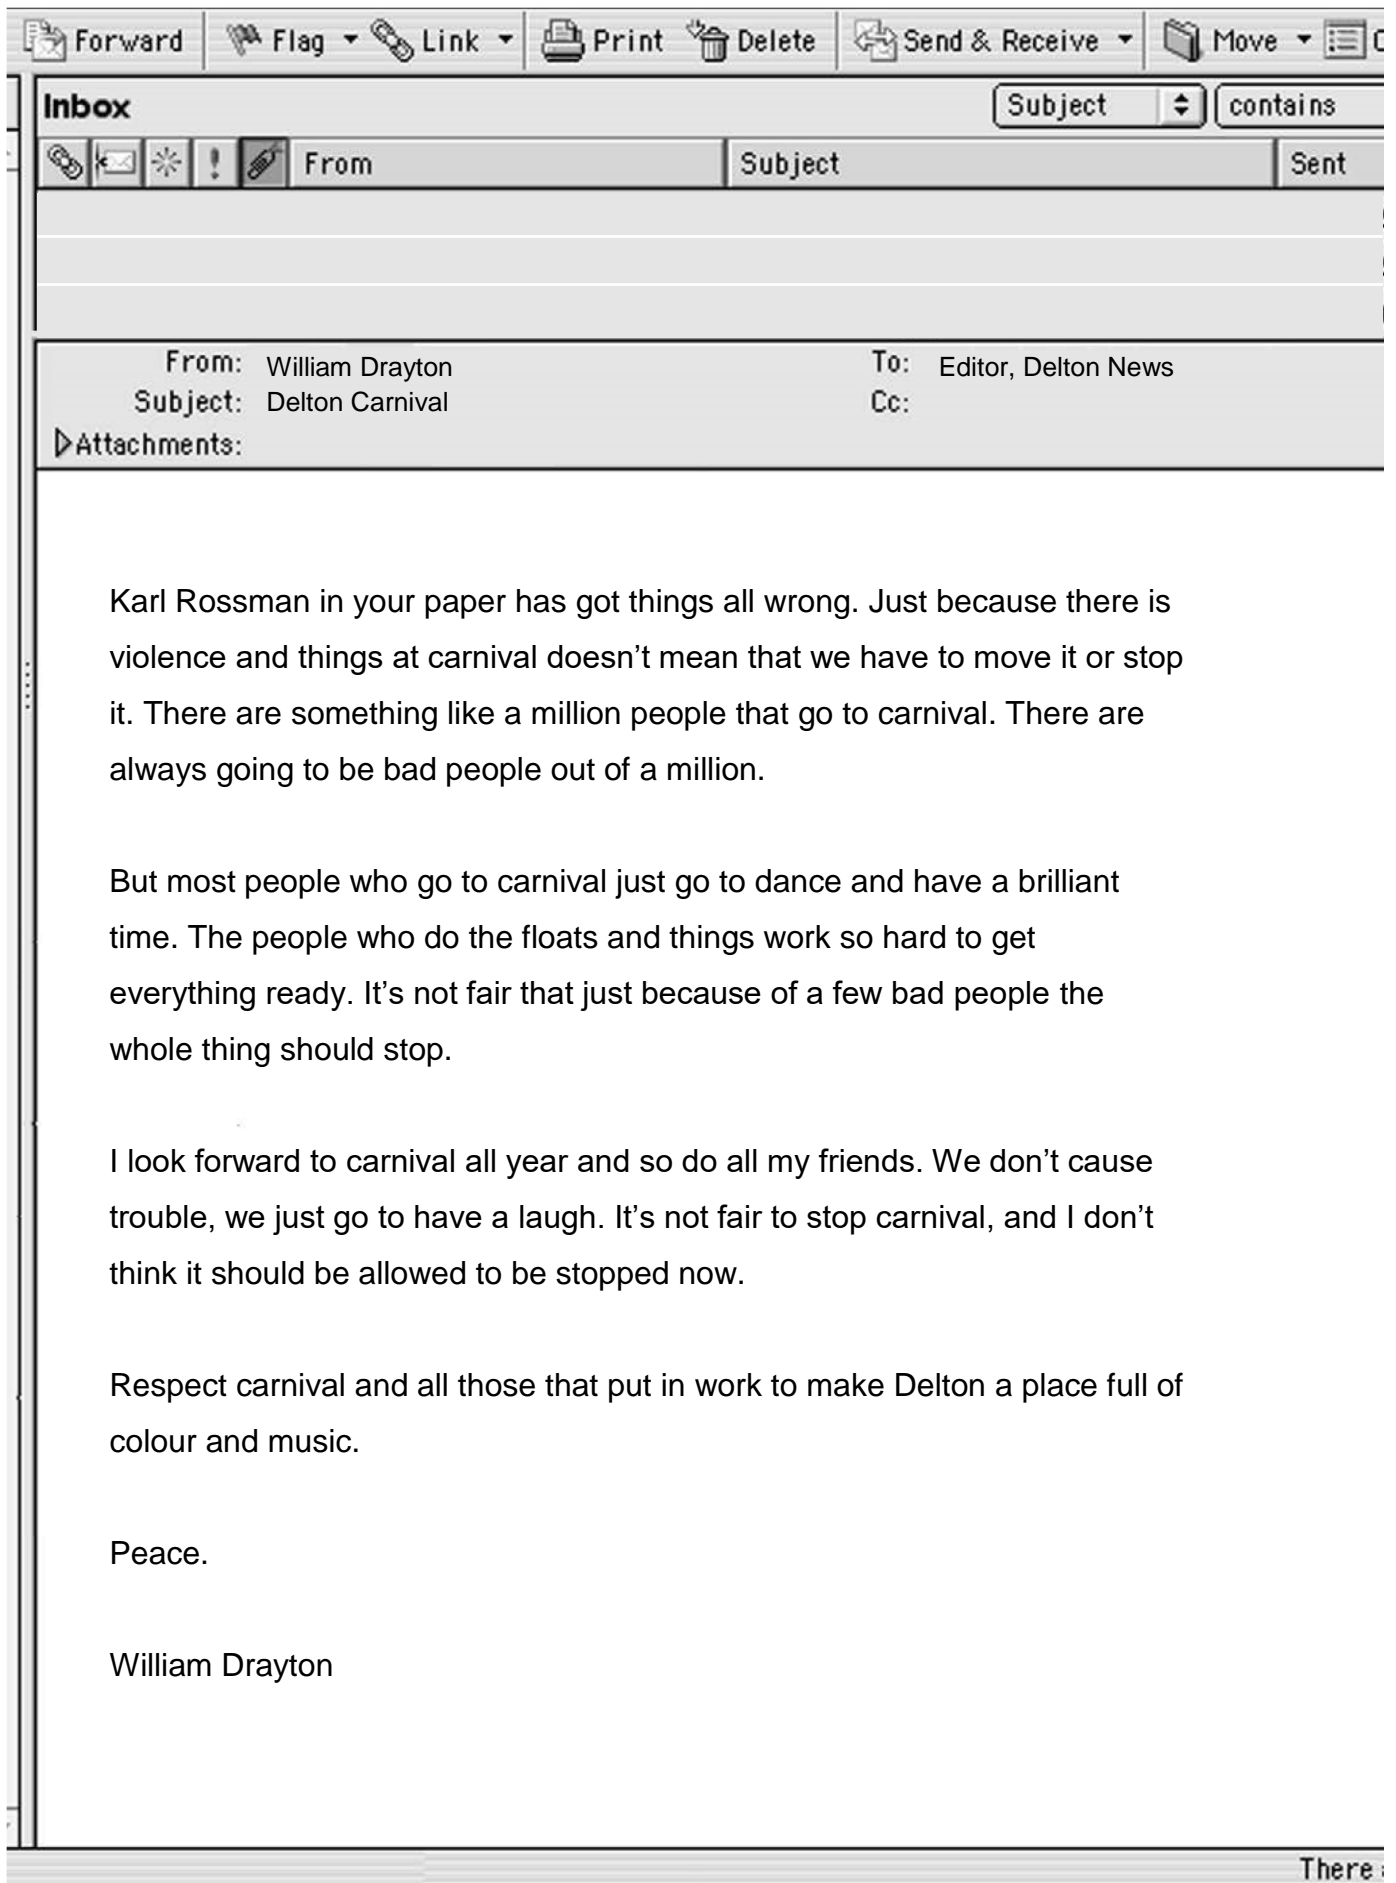 Forward Flag Link Print Delete Send & Receive Move
Inbox Subject contains
From Subject Sent
From: William Drayton To: Editor, Delton News
Subject: Delton Carnival Cc:
Attachments:
Karl Rossman in your paper has got things all wrong. Just because there is
violence and things at carnival doesn’t mean that we have to move it or stop
it. There are something like a million people that go to carnival. There are
always going to be bad people out of a million.
But most people who go to carnival just go to dance and have a brilliant
time. The people who do the floats and things work so hard to get
everything ready. It’s not fair that just because of a few bad people the
whole thing should stop.
I look forward to carnival all year and so do all my friends. We don’t cause
trouble, we just go to have a laugh. It’s not fair to stop carnival, and I don’t
think it should be allowed to be stopped now.
Respect carnival and all those that put in work to make Delton a place full of
colour and music.
Peace.
William Drayton
There